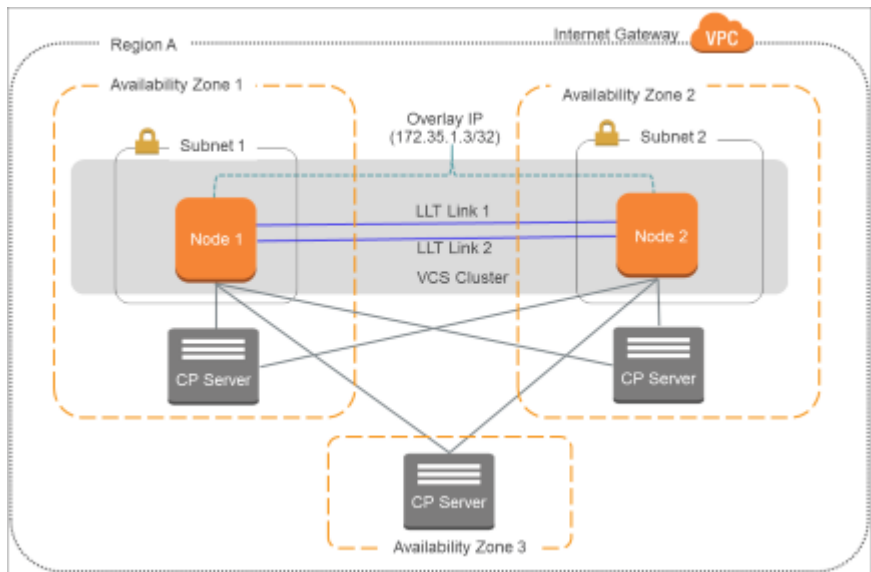 Internet Gateway
VPC
Region A
Availability Zone 1
Availability Zone 2
Overlay IP
(172.35.1.3/32)
Subnet 1
Subnet 2
Node 1
LLT Link 1
Node 2
LLT Link 2
VCS Cluster
CP Server
CP Server
CP Server
Availability Zone 3